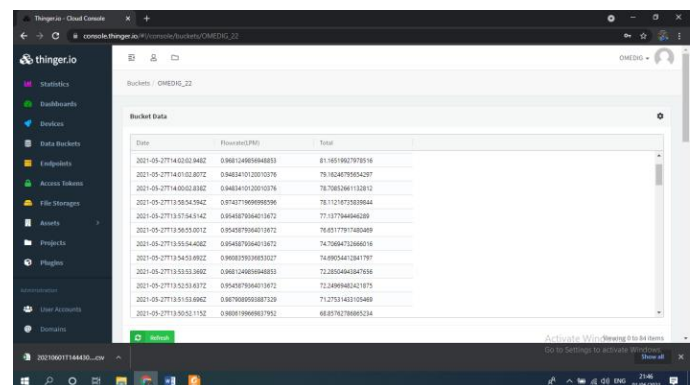 Thinger.io - Cloud Console
console.thinger.io/#!/console/buckets/OMEDIG_22
thinger.io
OMEDIG
Statistics
Dashboards
Devices
Data Buckets
Endpoints
Access Tokens
File Storages
Assets
Projects
Plugins
Administration
User Accounts
Domains
Buckets / OMEDIG_22
Bucket Data
Date Flowrate(LPM) Total
2021-05-27T14:02:02.948Z 0.9681249856948853 81.16519927978516
2021-05-27T14:01:02.807Z 0.9483410120010376 79.18246795654297
2021-05-27T14:00:02.838Z 0.9483410120010376 78.70852661132812
2021-05-27T13:58:54.594Z 0.9743719696998596 78.11216735839844
2021-05-27T13:57:54.514Z 0.9545879364013672 77.1377944946289
2021-05-27T13:56:55.001Z 0.9545879364013672 76.65177917480469
2021-05-27T13:55:54.408Z 0.9545879364013672 74.70694732666016
2021-05-27T13:54:53.692Z 0.9608359336853027 74.69054412841797
2021-05-27T13:53:53.369Z 0.9681249856948853 72.28504943847656
2021-05-27T13:52:53.637Z 0.9545879364013672 72.24969482421875
2021-05-27T13:51:53.696Z 0.9879089593887329 71.27531433105469
2021-05-27T13:50:52.115Z 0.9806199669837952 68.85762786865234
Refresh
Activate Windows
Go to Settings to activate Windows.
Viewing 0 to 84 items
20210601T144430....csv
Show all
ENG
21:46